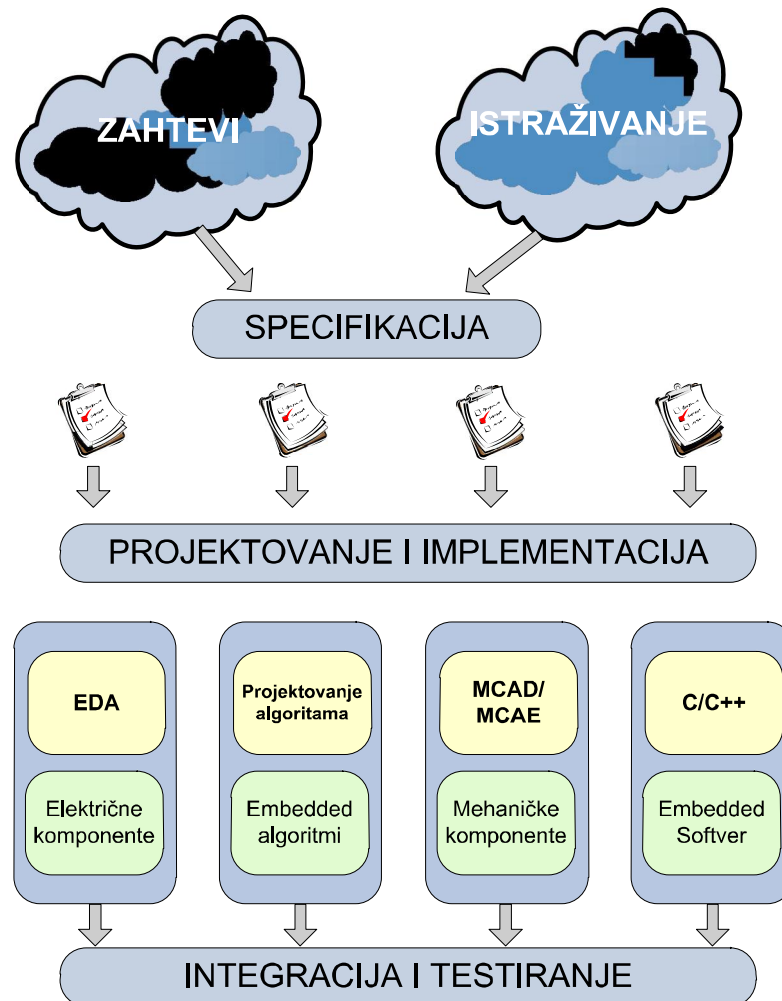 ZAHTEVI
ISTRAŽIVANJE
SPECIFIKACIJA
PROJEKTOVANJE I IMPLEMENTACIJA
EDA
Projektovanje
algoritama
MCAD/
MCAE
C/C++
Električne
komponente
Embedded
algoritmi
Mehaničke
komponente
Embedded
Softver
INTEGRACIJA I TESTIRANJE